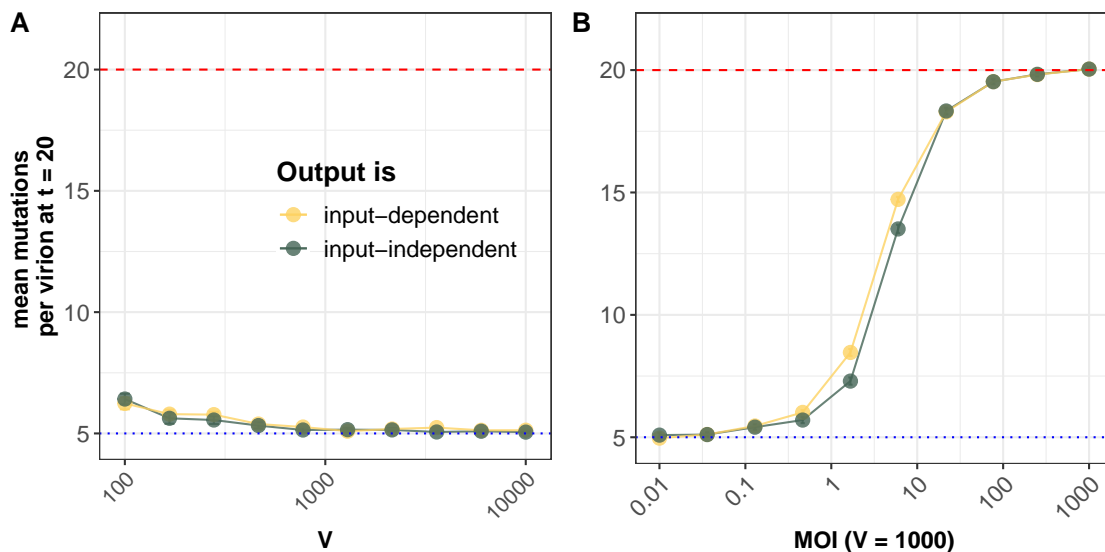 A
mean mutations
per virion at t = 20
20
15
10
5
Output is
input−dependent
input−independent
100
1000
10000
V
B
20
15
10
5
0.01
0.1
1
10
100
1000
MOI (V = 1000)